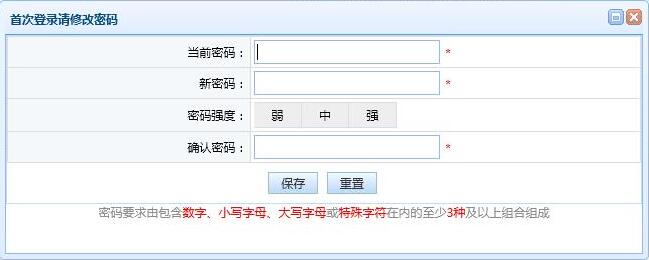 首次登录请修改密码
当前密码： *
新密码： *
密码强度： 弱 中 强
确认密码： *
保存 重置
密码要求由包含数字、小写字母、大写字母或特殊字符在内的至少3种及以上组合组成